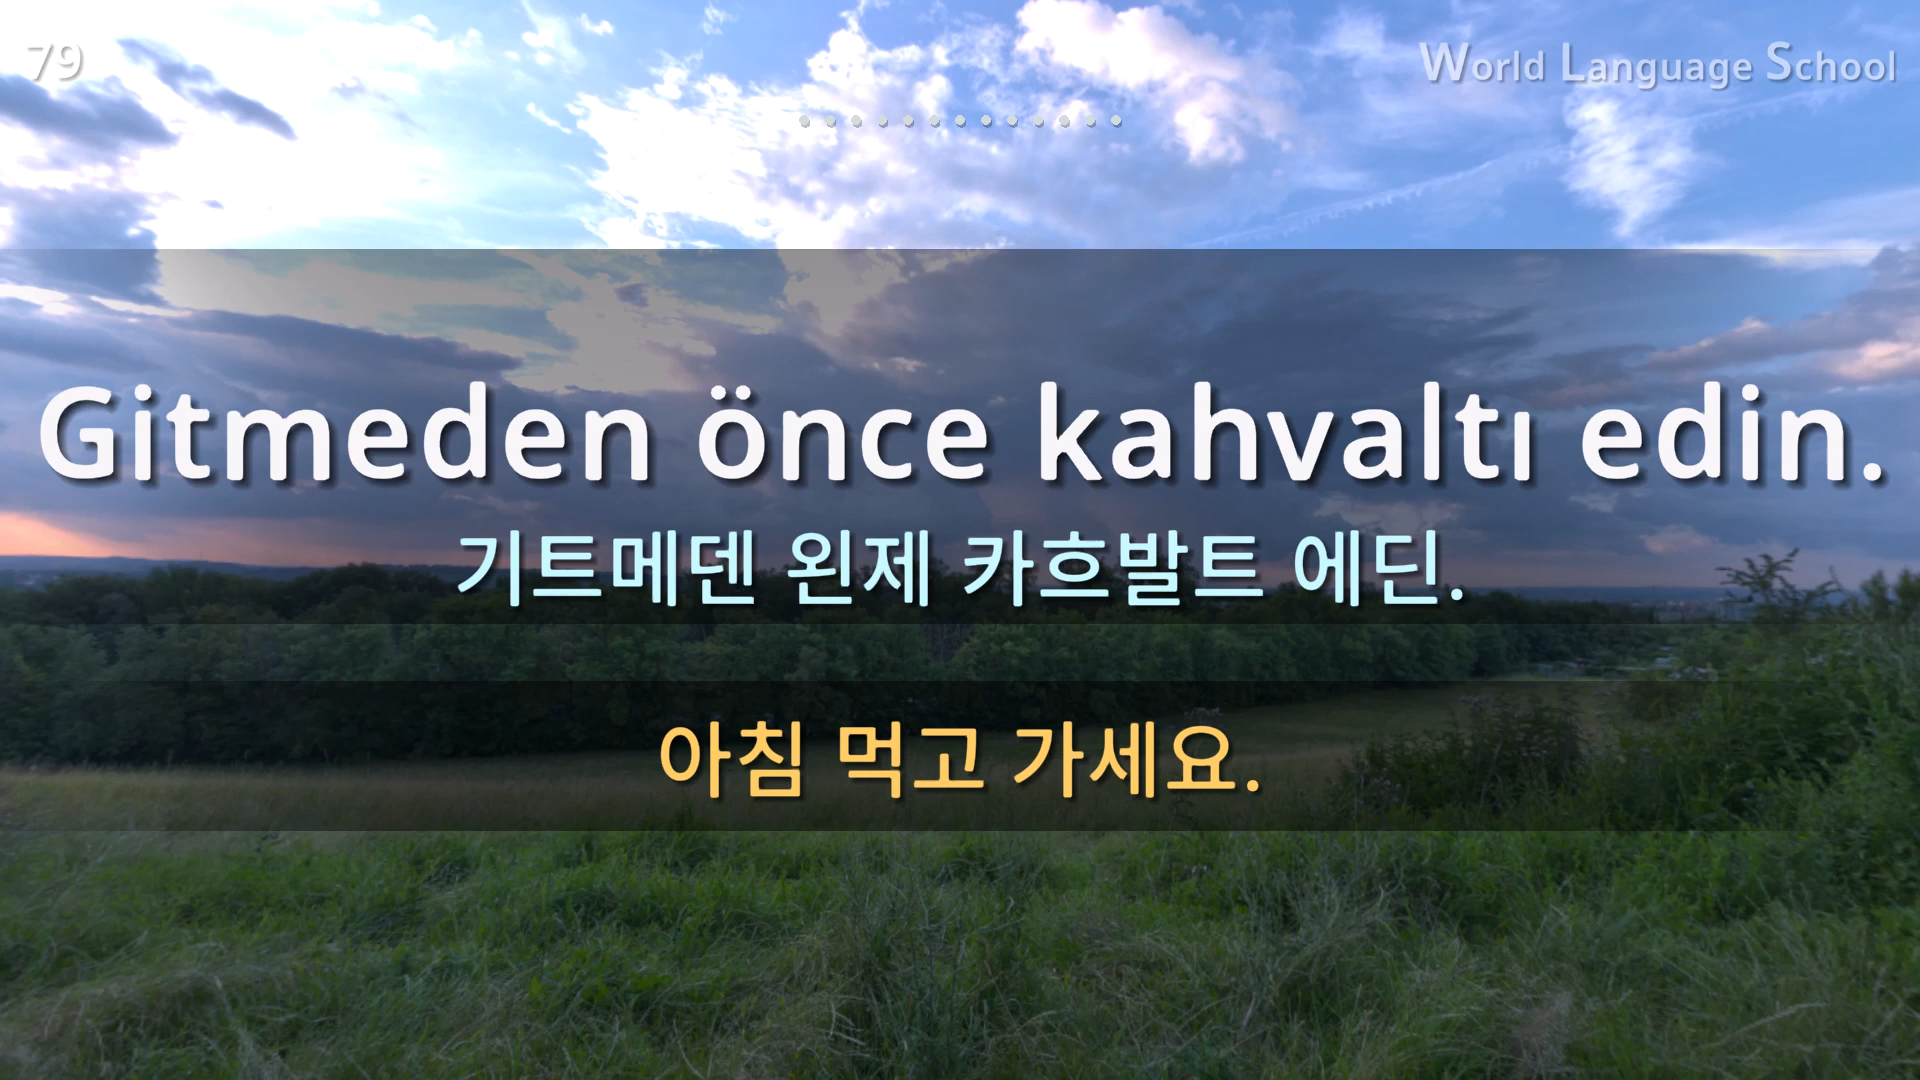 79
World Language School
Gitmeden önce kahvaltı edin.
기트메덴 왼제 카흐발트 에딘.
아침 먹고 가세요.